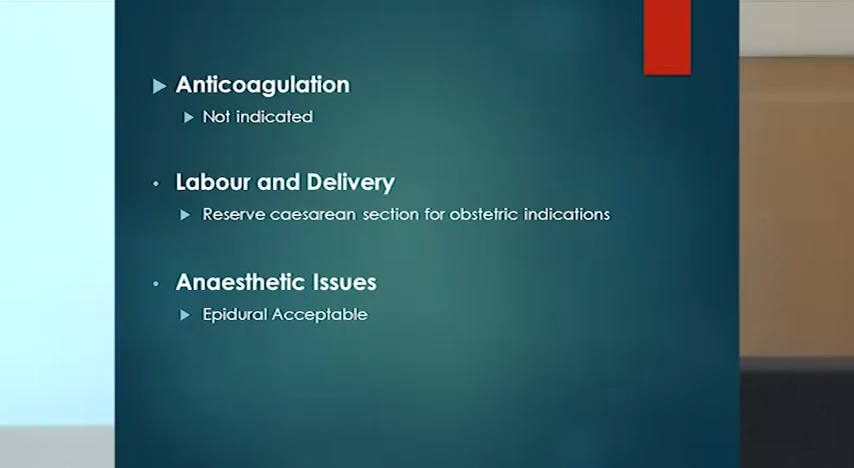 Anticoagulation
Not indicated
Labour and Delivery
Reserve caesarean section for obstetric indications
Anaesthetic Issues
Epidural Acceptable